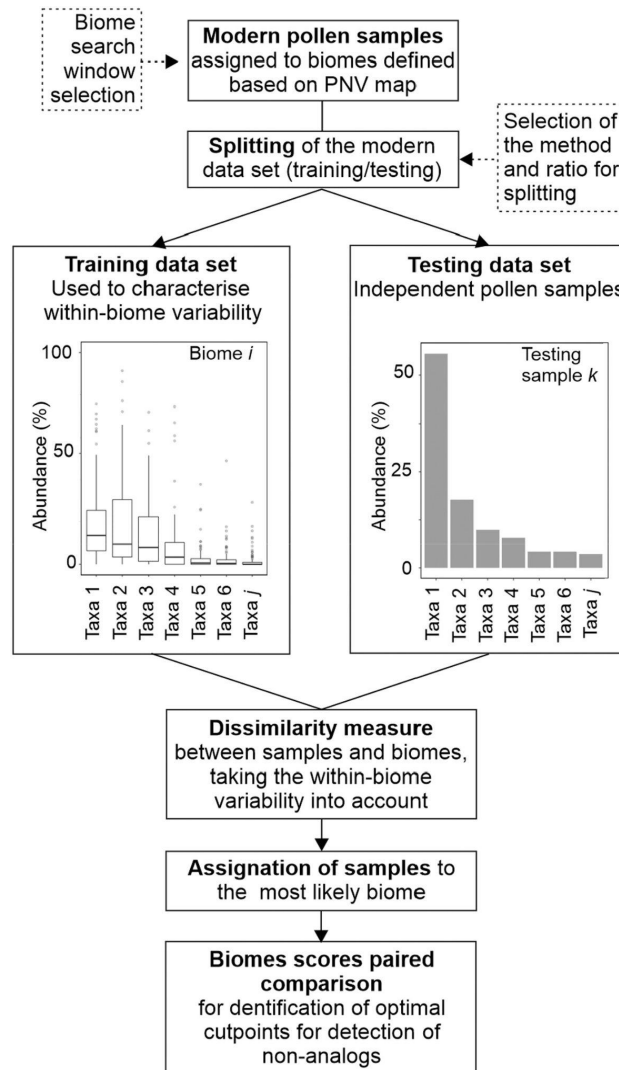 Biome
search
window
selection
Modern pollen samples
assigned to biomes defined
based on PNV map
Splitting of the modern
data set (training/testing)
Selection of
the method
and ratio for
splitting
Training data set
Used to characterise
within-biome variability
Biome i
Abundance (%)
100
50
0
Taxa 1
Taxa 2
Taxa 3
Taxa 4
Taxa 5
Taxa 6
Taxa j
Testing data set
Independent pollen samples
Testing
sample k
Abundance (%)
50
25
0
Taxa 1
Taxa 2
Taxa 3
Taxa 4
Taxa 5
Taxa 6
Taxa j
Dissimilarity measure
between samples and biomes,
taking the within-biome
variability into account
Assignation of samples to
the most likely biome
Biomes scores paired
comparison
for dentification of optimal
cutpoints for detection of
non-analogs